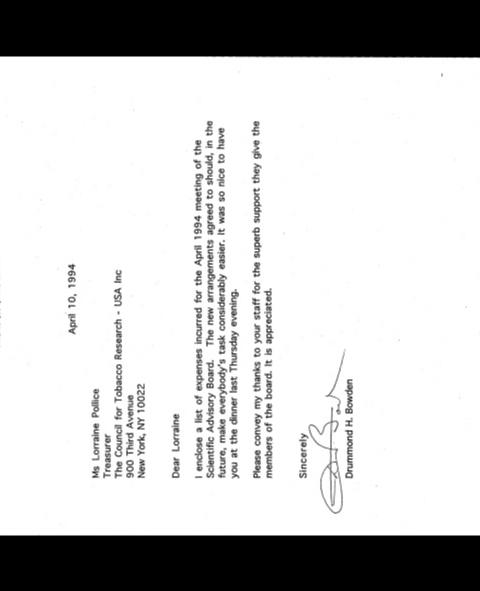 April 10, 1994
Ms Lorraine Pollice
Treasurer
The Council for Tobacco Research - USA Inc
900 Third Avenue
New York, NY 10022
Dear Lorraine
I enclose a list of expenses incurred for the April 1994 meeting of the
Scientific Advisory Board. The new arrangements agreed to should, in the
future, make everybody's task considerably easier. It was so nice to have
you at the dinner last Thursday evening.
Please convey my thanks to your staff for the superb support they give the
members of the board. It is appreciated.
Sincerely
Drummond H. Bowden